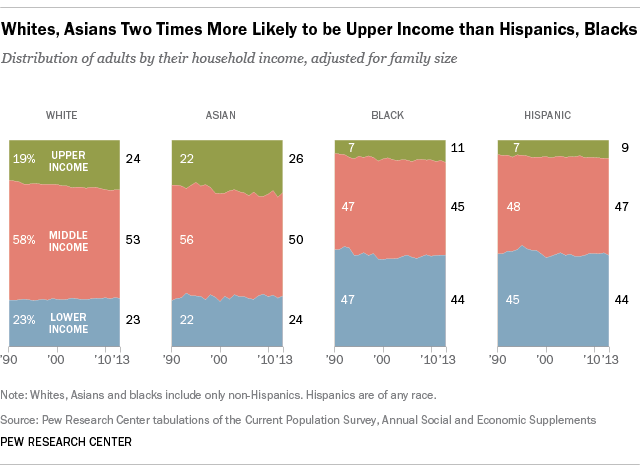 Whites, Asians Two Times More Likely to be Upper Income than Hispanics, Blacks
Distribution of adults by their household income, adjusted for family size
WHITE
ASIAN
BLACK
HISPANIC
19%
UPPER
INCOME
24
22
26
7
11
7
9
58%
MIDDLE
INCOME
53
56
50
47
45
48
47
23%
LOWER
INCOME
23
22
24
47
44
45
44
'90 '00 '10 '13
'90 '00 '10 '13
'90 '00 '10 '13
'90 '00 '10 '13
Note: Whites, Asians and blacks include only non-Hispanics. Hispanics are of any race.
Source: Pew Research Center tabulations of the Current Population Survey, Annual Social and Economic Supplements
PEW RESEARCH CENTER